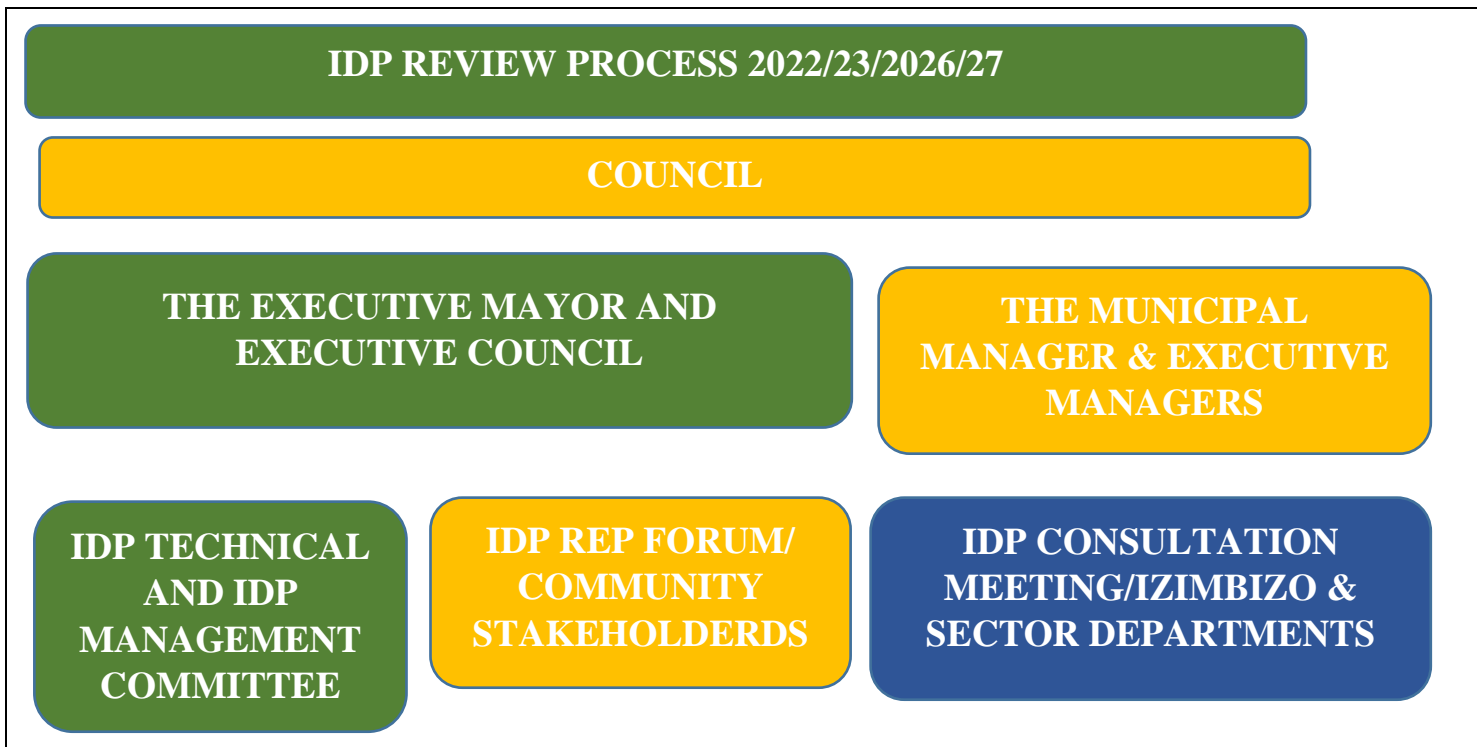 IDP REVIEW PROCESS 2022/23/2026/27
COUNCIL
THE EXECUTIVE MAYOR AND
EXECUTIVE COUNCIL
THE MUNICIPAL
MANAGER & EXECUTIVE
MANAGERS
IDP TECHNICAL
AND IDP
MANAGEMENT
COMMITTEE
IDP REP FORUM/
COMMUNITY
STAKEHOLDERDS
IDP CONSULTATION
MEETING/IZIMBIZO &
SECTOR DEPARTMENTS